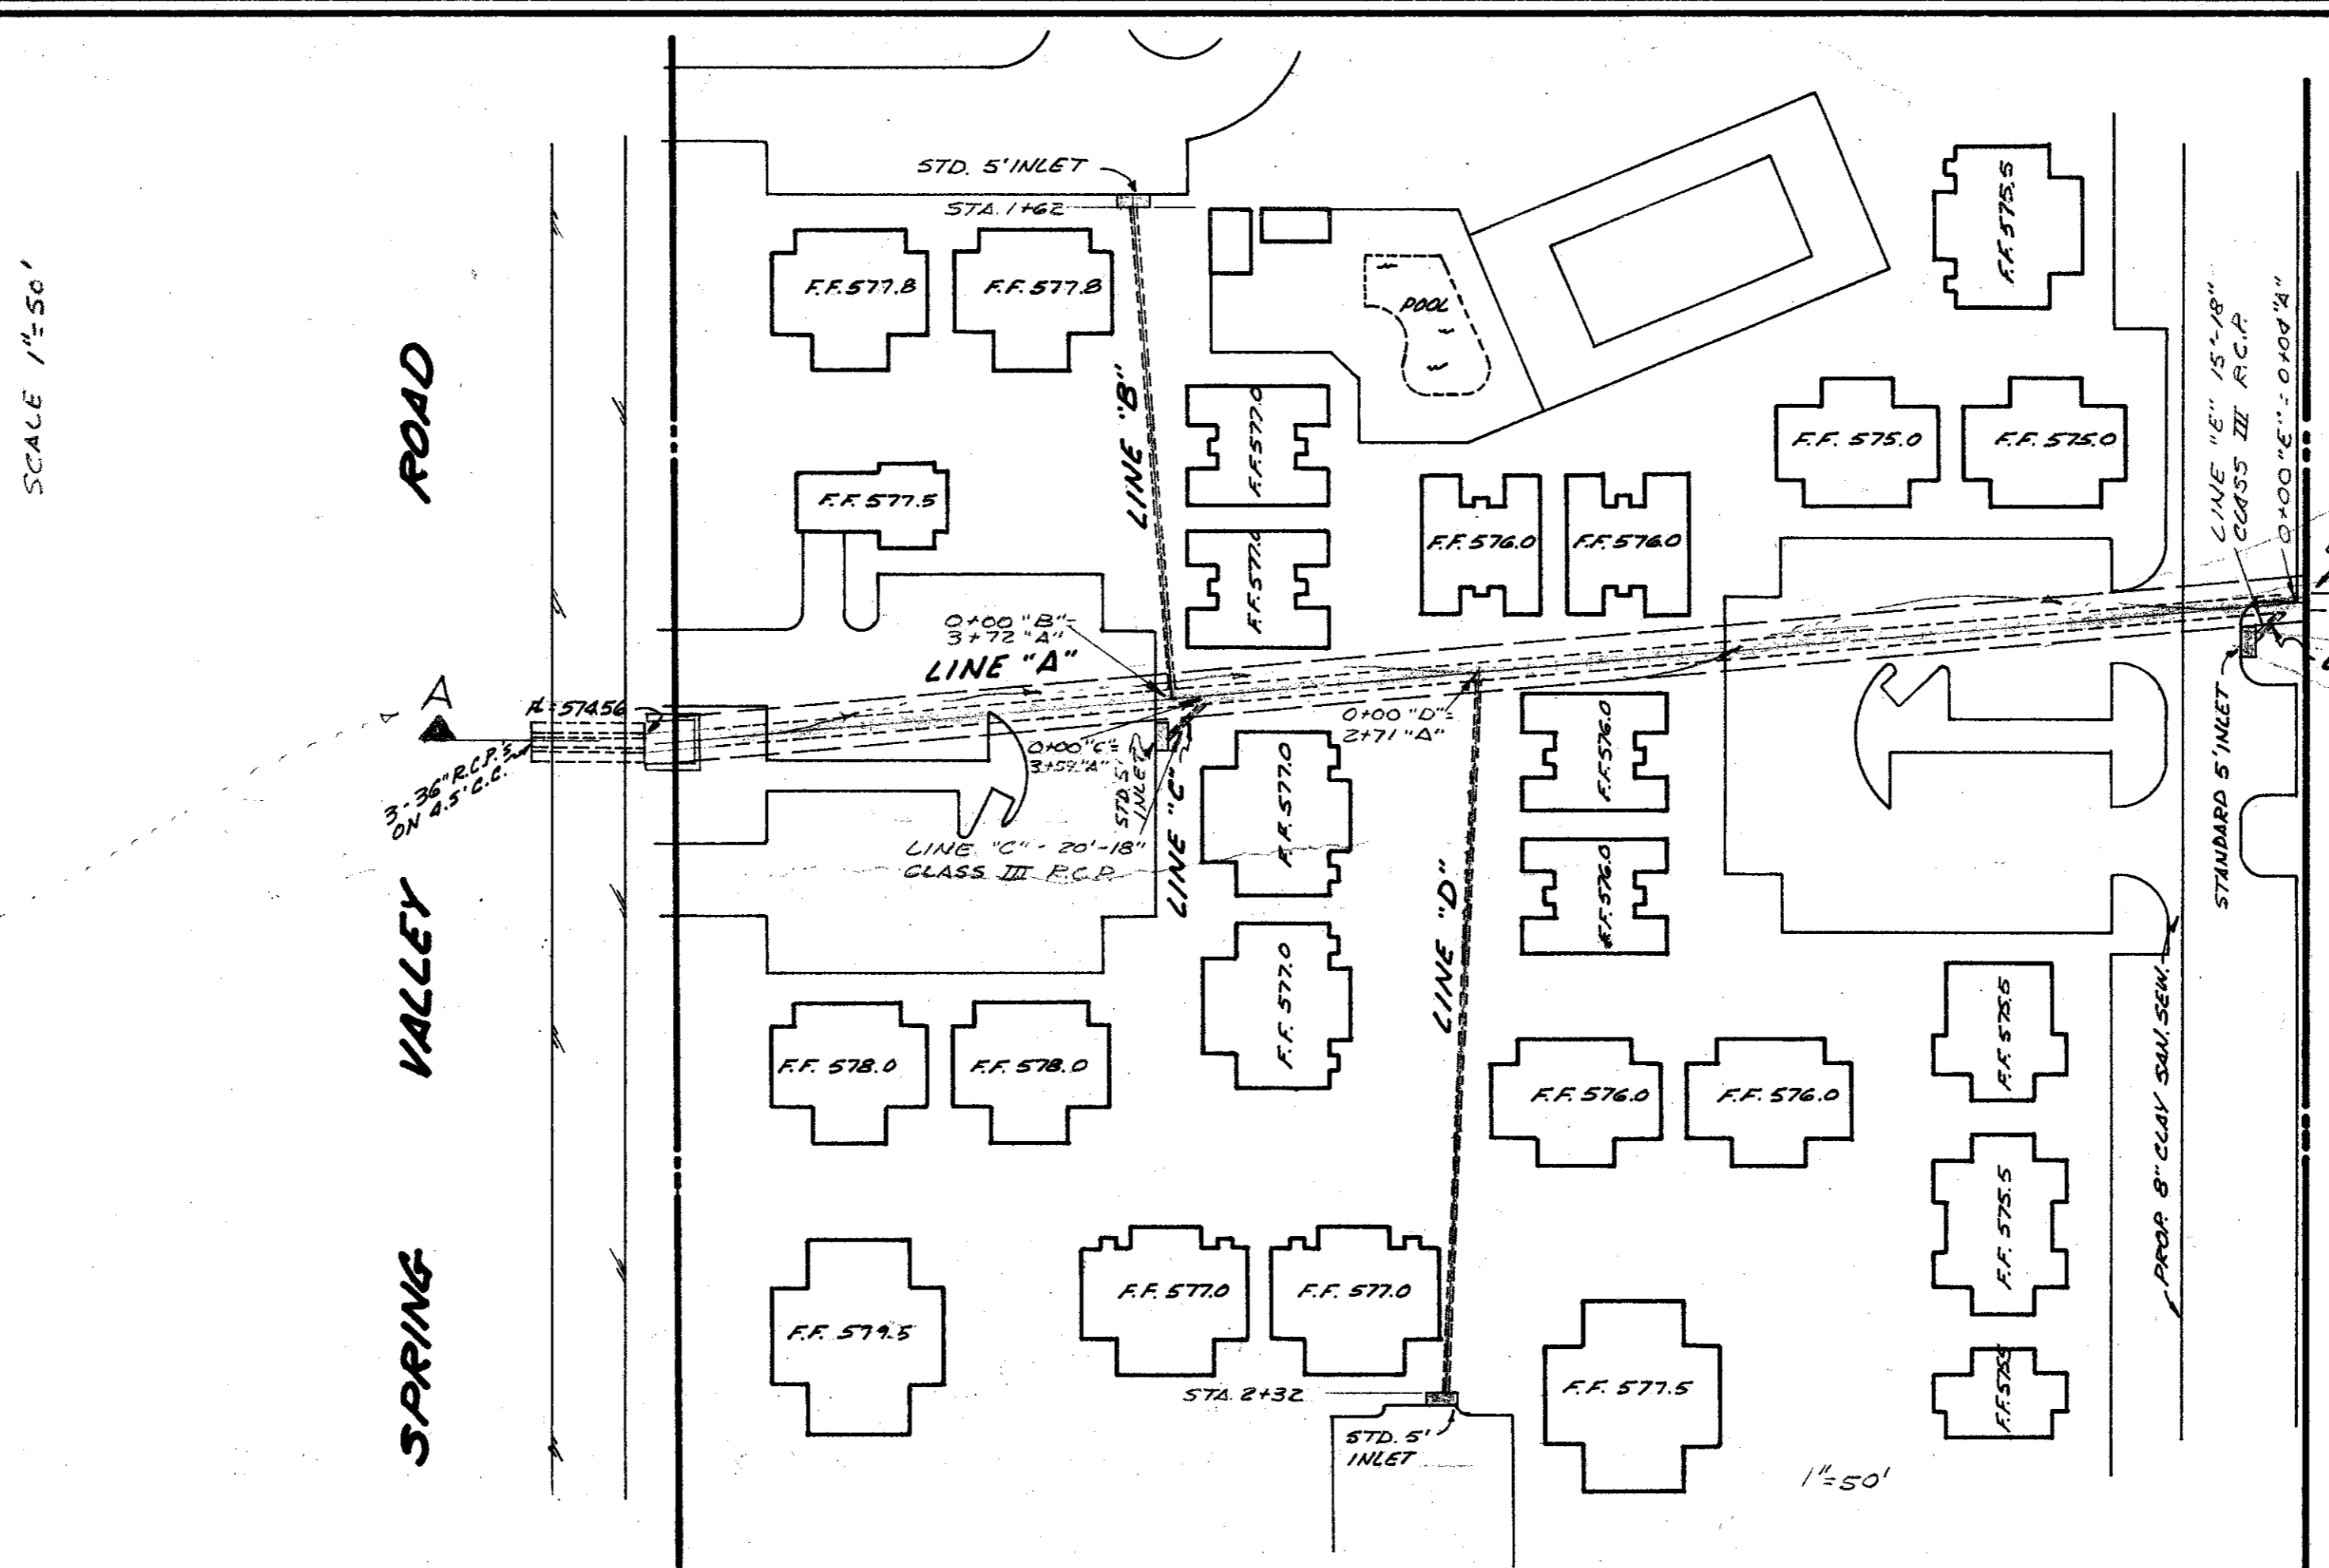 SCALE 1"=50'
SPRING VALLEY ROAD
A
FL=574.56
3-36" R.C.P.'S
ON 4.5' C.C.
STD. 5' INLET
STA. 1+62
F.F. 577.8
F.F. 577.8
LINE "B"
POOL
F.F. 577.0
F.F. 577.0
F.F. 577.5
0+00 "B"=
3+72 "A"
LINE "A"
0+00 "C"=
3+59 "A"
STD. 5'
INLET
LINE "C"
LINE "C" - 20'-18"
CLASS III R.C.P.
F.F. 576.0
F.F. 576.0
F.F. 575.5
F.F. 575.0
F.F. 575.0
LINE "E" 15'-18"
CLASS III R.C.P.
0+00 "E" = 0+04 "A"
STANDARD 5' INLET
0+00 "D"=
2+71 "A"
LINE "D"
F.F. 577.0
F.F. 577.0
F.F. 576.0
F.F. 576.0
F.F. 578.0
F.F. 578.0
F.F. 576.0
F.F. 576.0
F.F. 575.5
F.F. 575.5
F.F. 575.5
PROP. 8" CLAY SAN. SEW.
F.F. 579.5
F.F. 577.0
F.F. 577.0
F.F. 577.5
STA. 2+32
STD. 5'
INLET
1"=50'